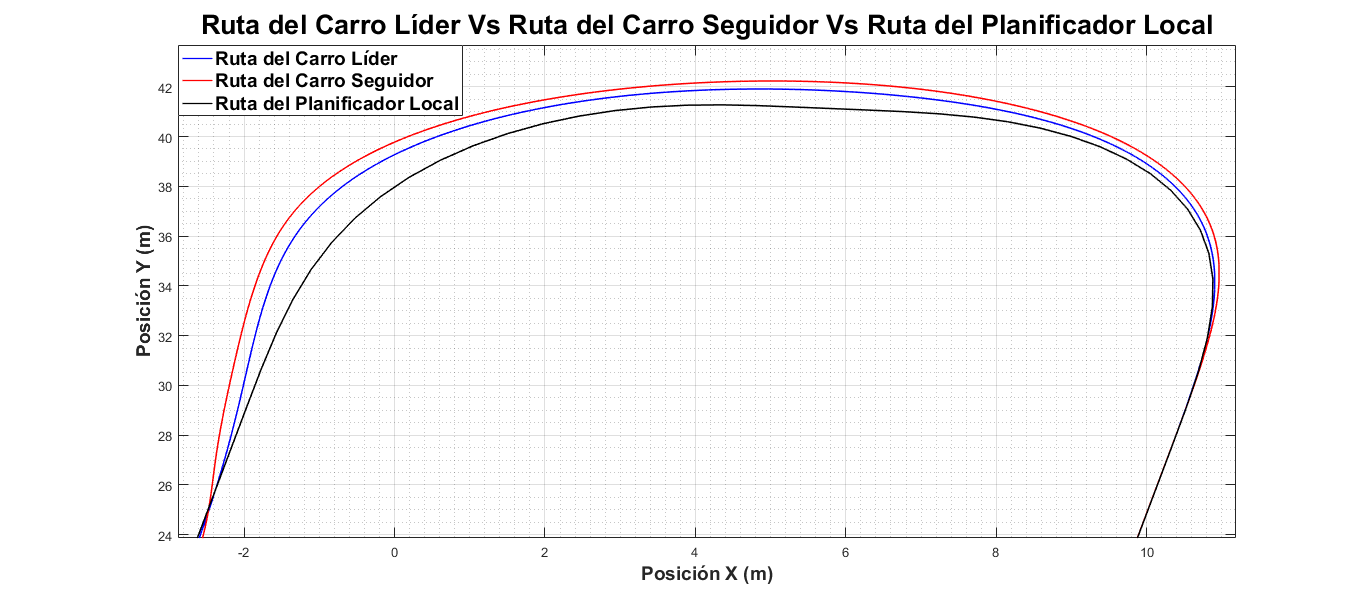 Ruta del Carro Líder Vs Ruta del Carro Seguidor Vs Ruta del Planificador Local
Ruta del Carro Líder
Ruta del Carro Seguidor
Ruta del Planificador Local
Posición Y (m)
42
40
38
36
34
32
30
28
26
24
-2
0
2
4
6
8
10
Posición X (m)